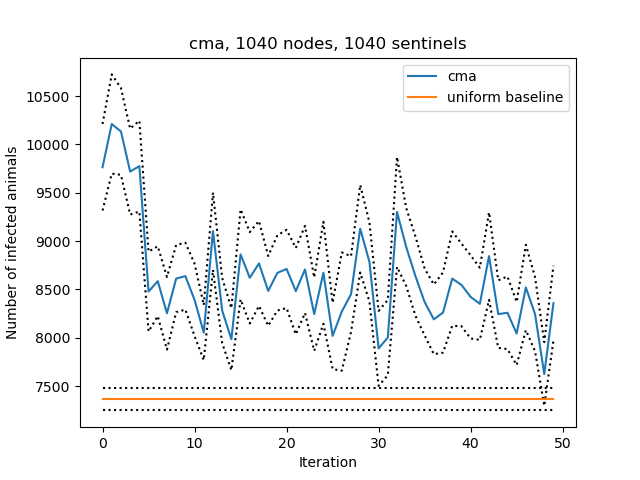 cma, 1040 nodes, 1040 sentinels
cma
uniform baseline
Number of infected animals
10500
10000
9500
9000
8500
8000
7500
0 10 20 30 40 50
Iteration